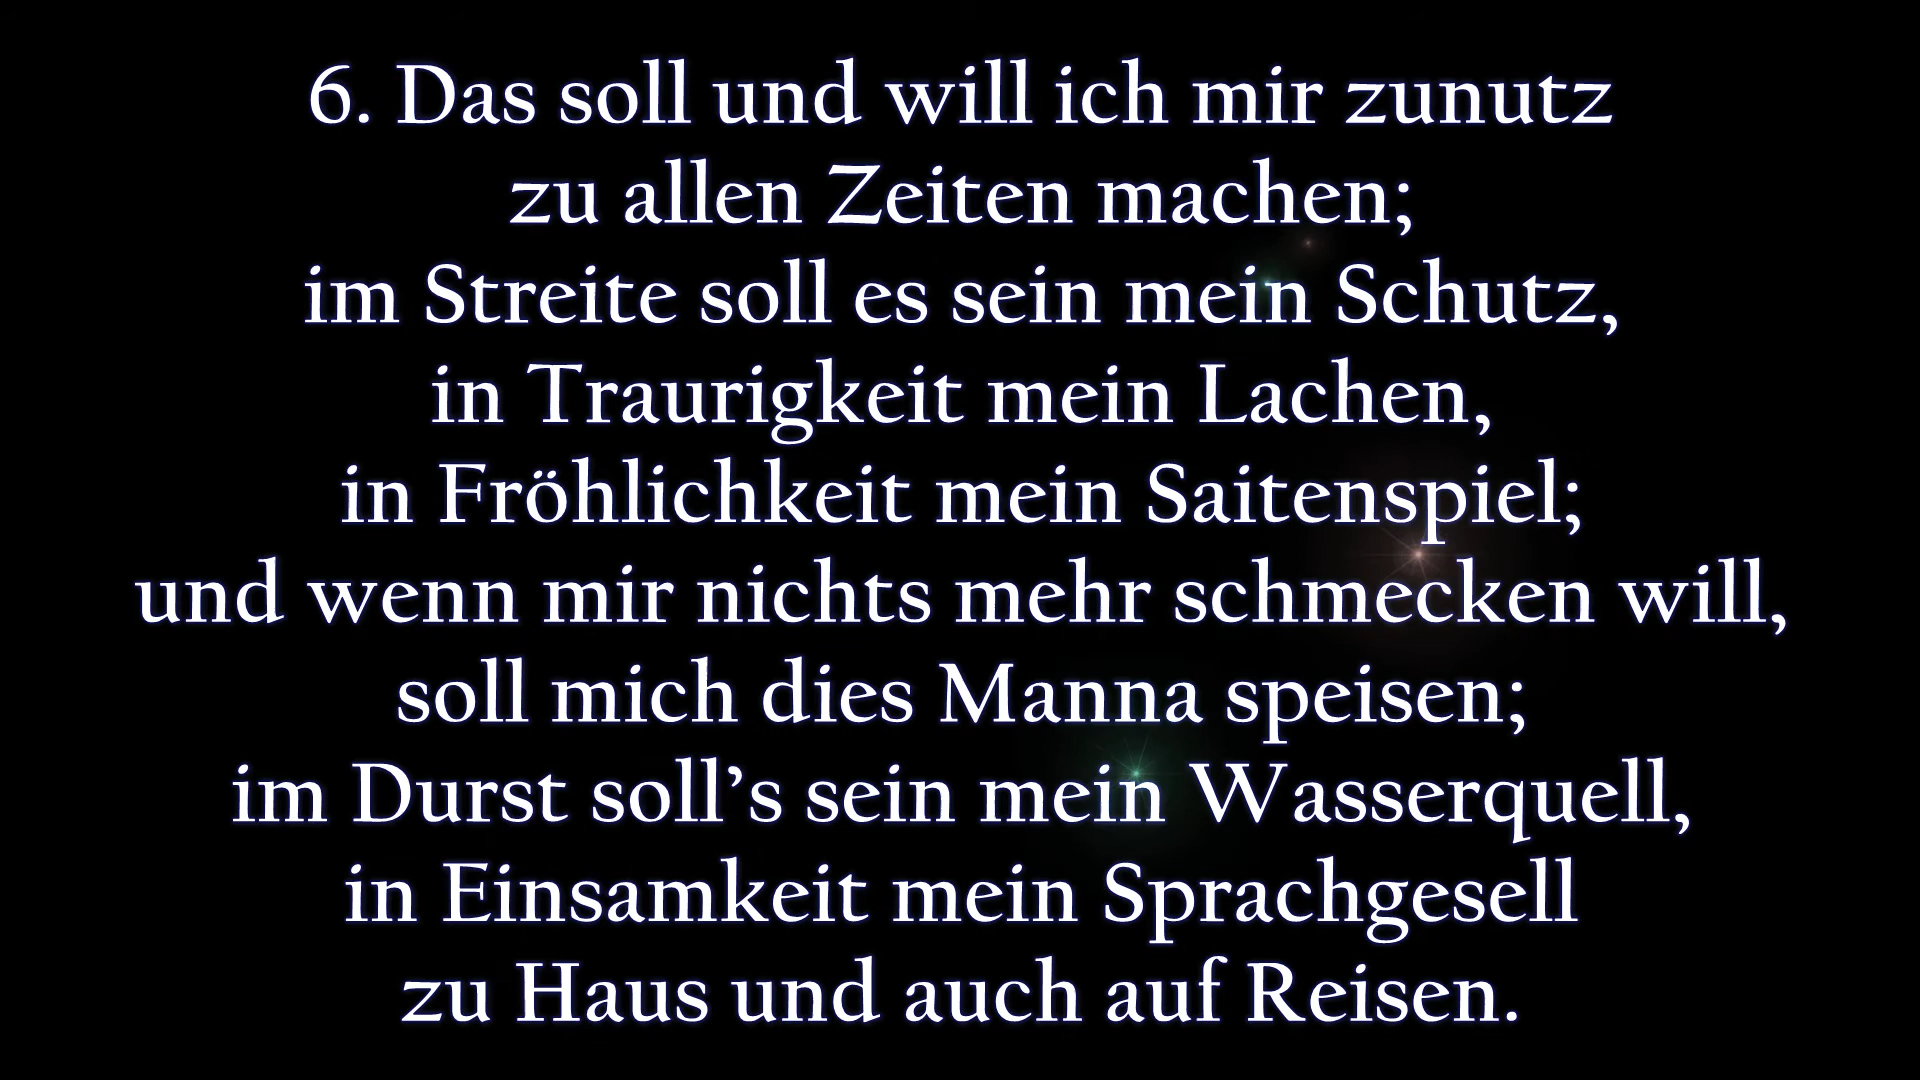 6. Das soll und will ich mir zunutz
zu allen Zeiten machen;
im Streite soll es sein mein Schutz,
in Traurigkeit mein Lachen,
in Fröhlichkeit mein Saitenspiel;
und wenn mir nichts mehr schmecken will,
soll mich dies Manna speisen;
im Durst soll’s sein mein Wasserquell,
in Einsamkeit mein Sprachgesell
zu Haus und auch auf Reisen.